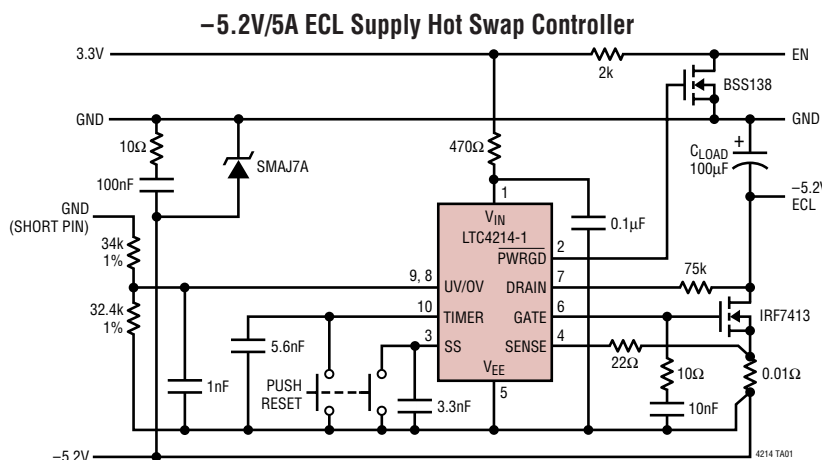 –5.2V/5A ECL Supply Hot Swap Controller
3.3V
2k
EN
BSS138
GND
GND
10Ω
470Ω
CLOAD
100µF
+
SMAJ7A
100nF
–5.2V
ECL
GND
(SHORT PIN)
1
VIN
LTC4214-1
0.1µF
34k
1%
PWRGD
2
75k
9, 8
UV/OV
DRAIN
7
32.4k
1%
10
TIMER
GATE
6
IRF7413
3
SS
SENSE
4
5.6nF
VEE
22Ω
10Ω
0.01Ω
1nF
PUSH
RESET
5
3.3nF
10nF
–5.2V
4214 TA01